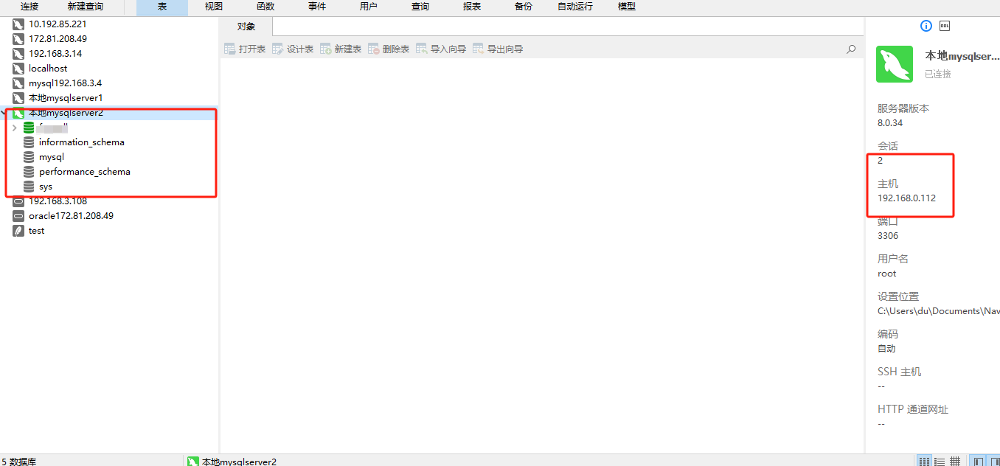 连接 新建查询 表 视图 函数 事件 用户 查询 报表 备份 自动运行 模型
10.192.85.221
172.81.208.49
192.168.3.14
localhost
mysql192.168.3.4
本地mysqlserver1
本地mysqlserver2
information_schema
mysql
performance_schema
sys
192.168.3.108
oracle172.81.208.49
test
对象
打开表 设计表 新建表 删除表 导入向导 导出向导
DDL
本地mysqlser...
已连接
服务器版本
8.0.34
会话
2
主机
192.168.0.112
端口
3306
用户名
root
设置位置
C:\Users\du\Documents\Nav
编码
自动
SSH 主机
--
HTTP 通道网址
--
5 数据库 本地mysqlserver2